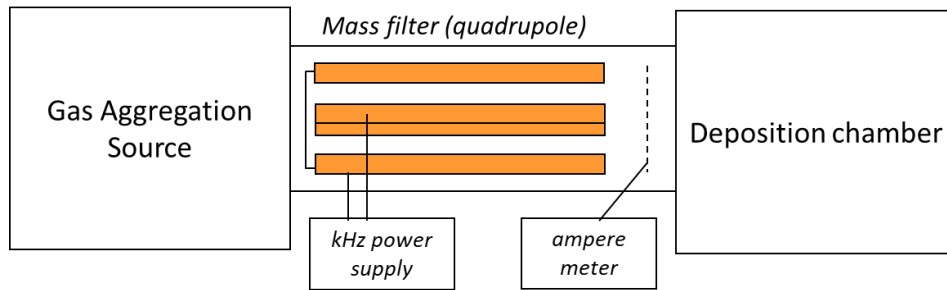 Mass filter (quadrupole)
Gas Aggregation
Source
Deposition chamber
kHz power
supply
ampere
meter